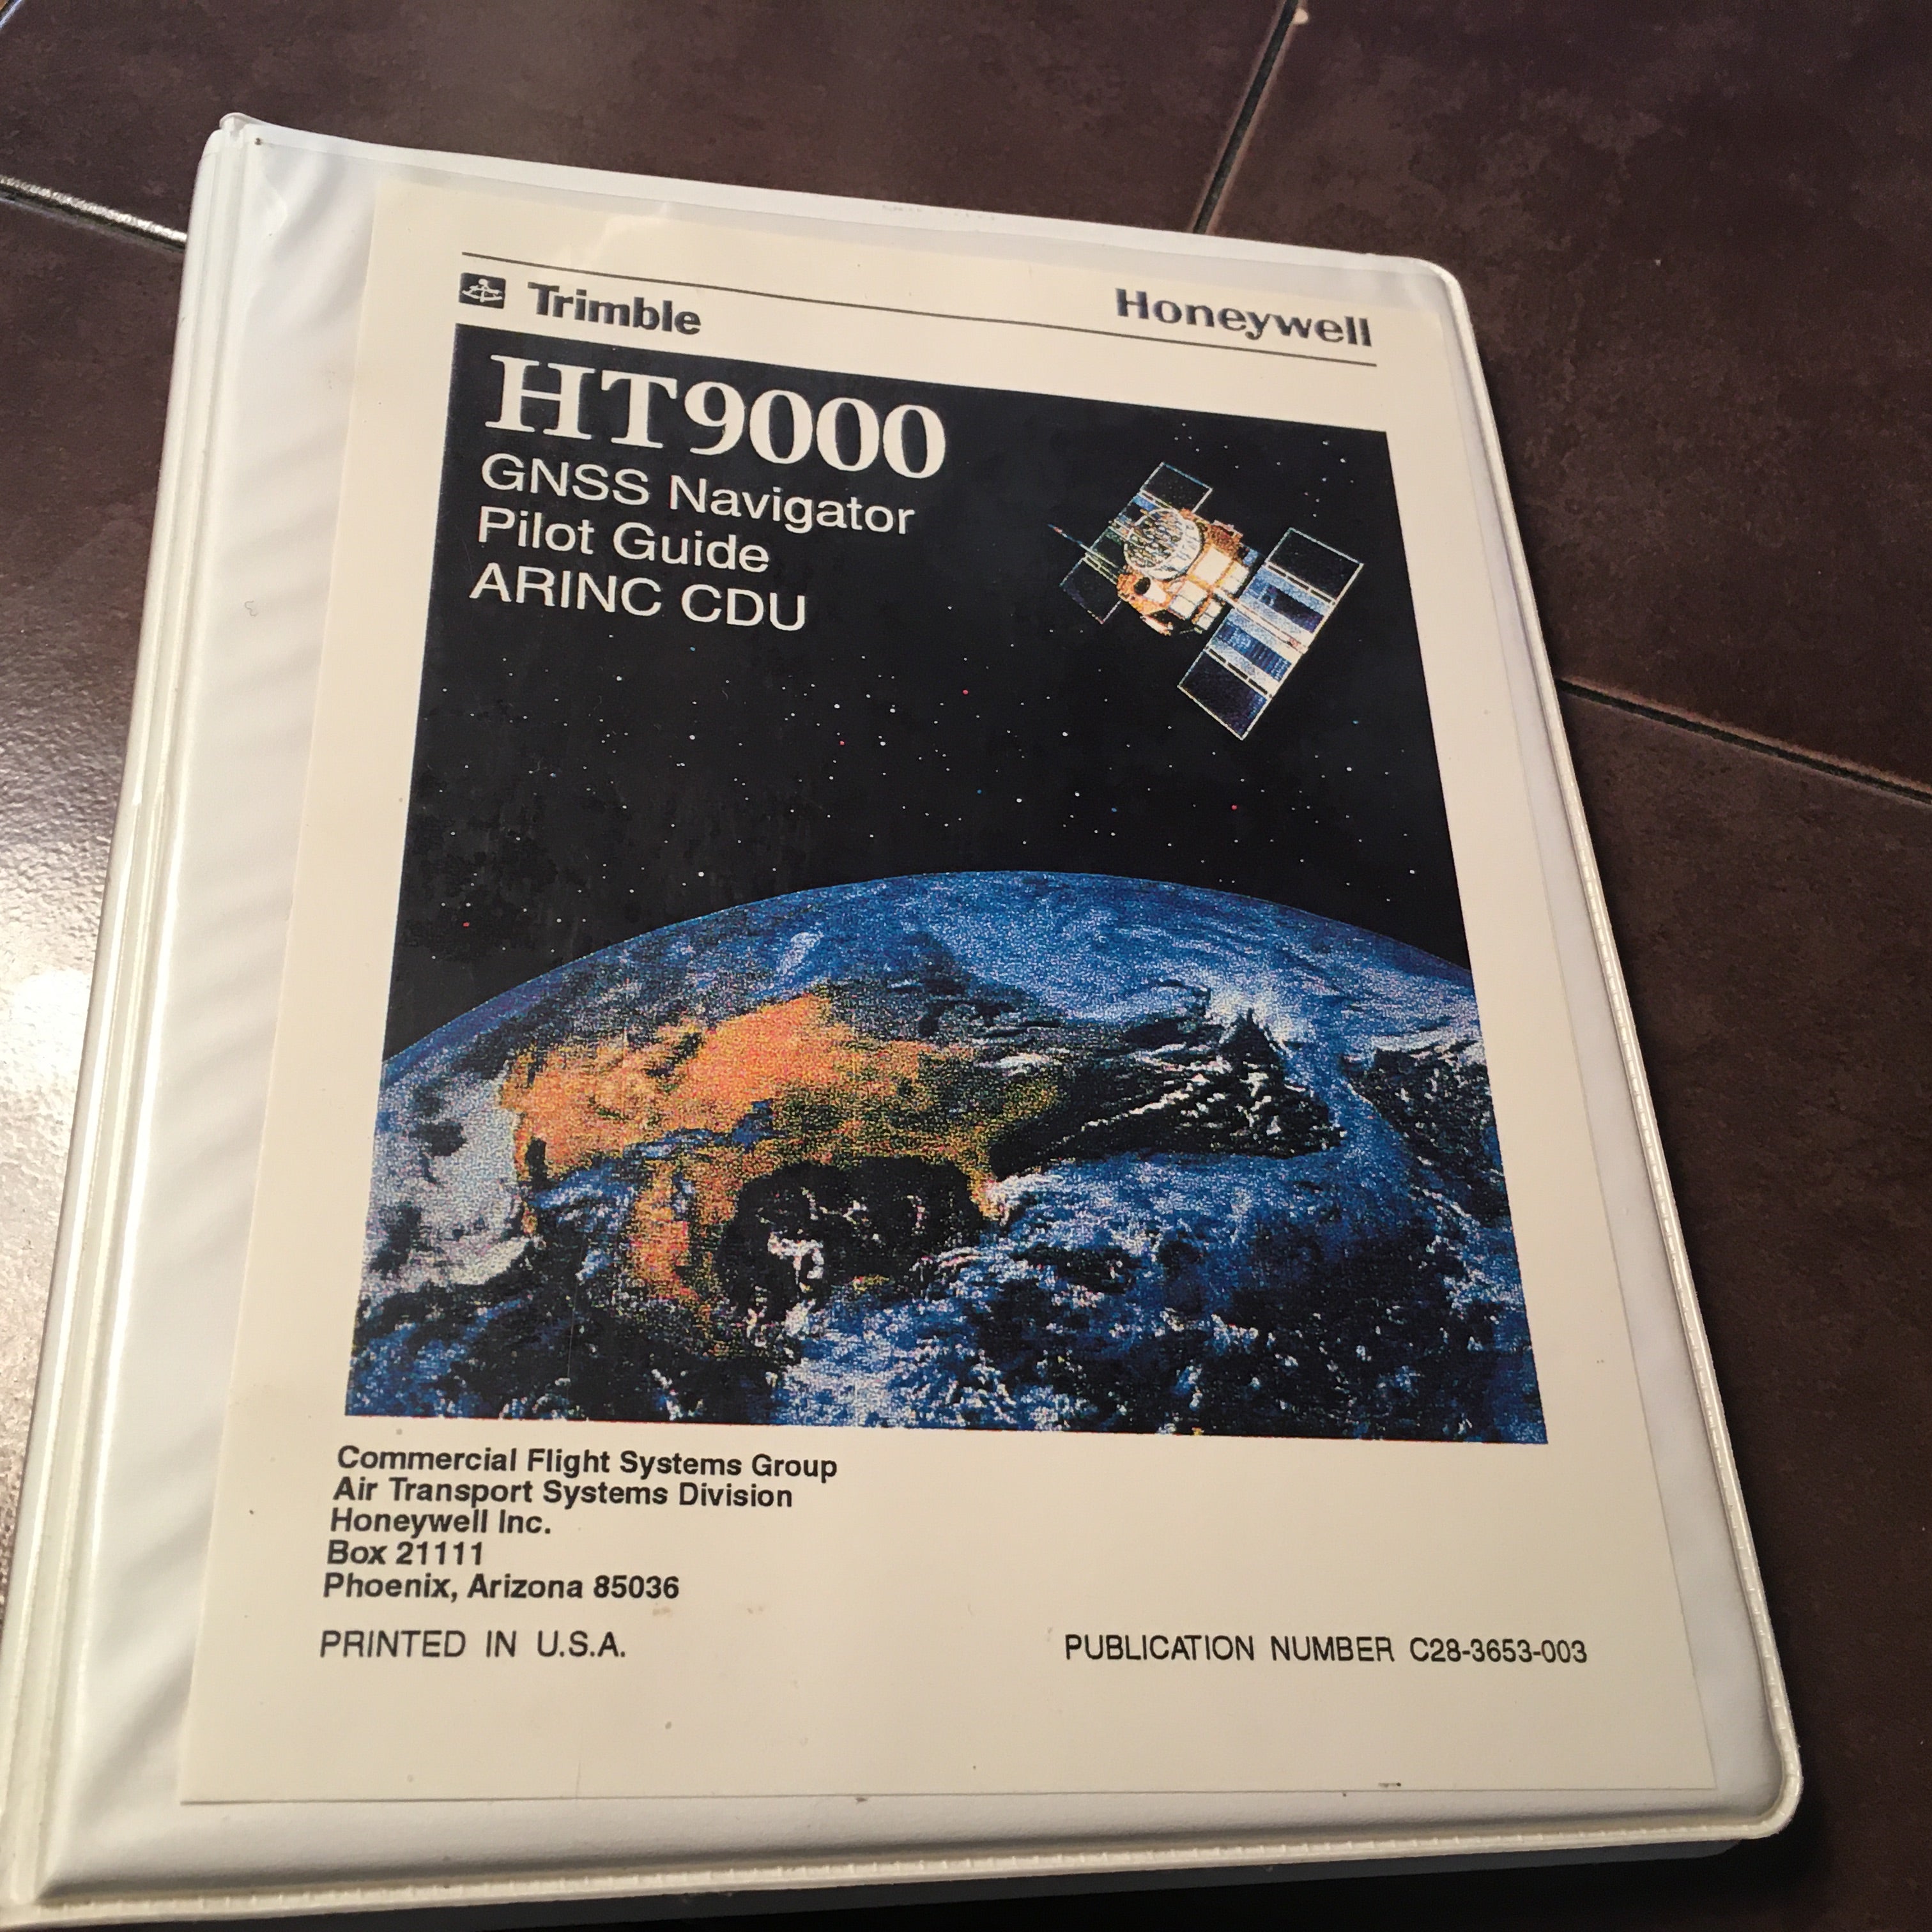 Trimble
Honeywell
HT9000
GNSS Navigator
Pilot Guide
ARINC CDU
Commercial Flight Systems Group
Air Transport Systems Division
Honeywell Inc.
Box 21111
Phoenix, Arizona 85036
PRINTED IN U.S.A.
PUBLICATION NUMBER C28-3653-003